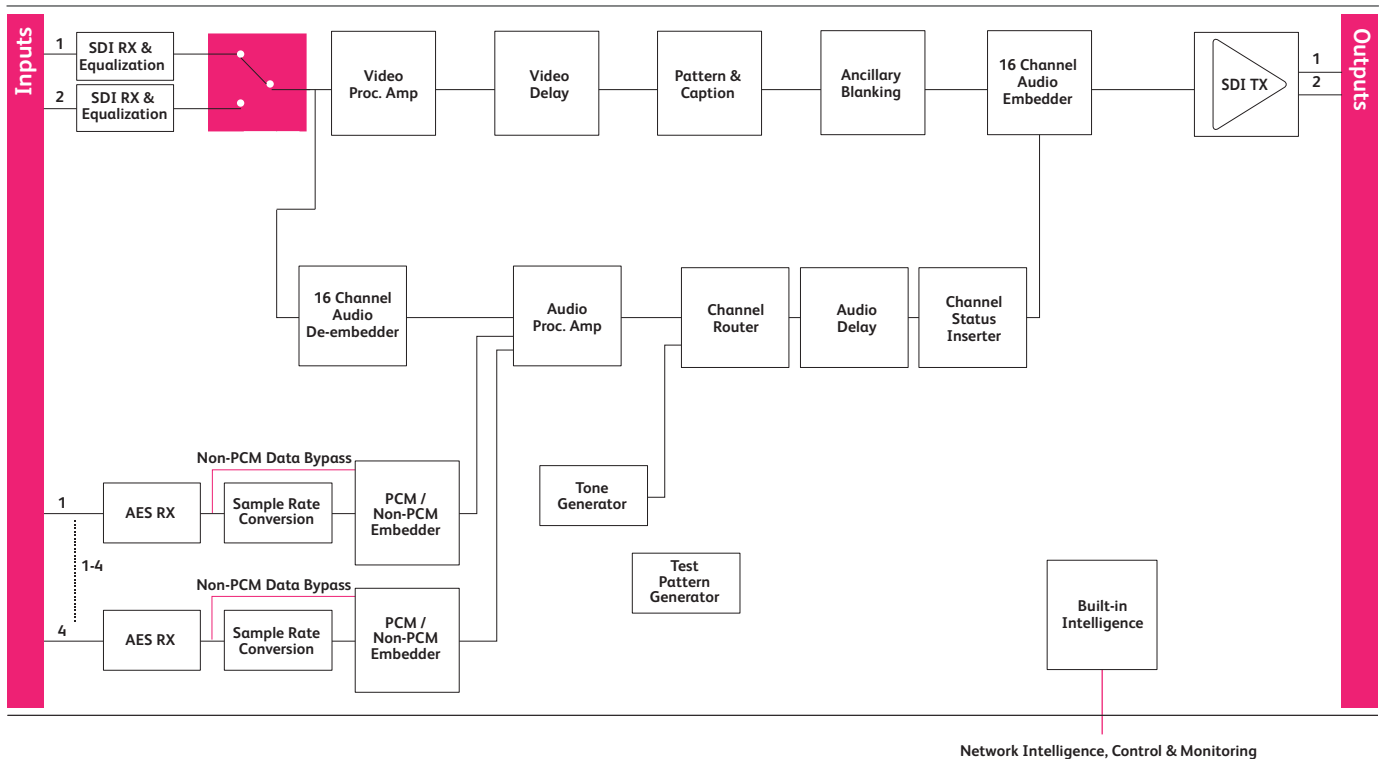 Inputs
1
SDI RX &
Equalization
2
SDI RX &
Equalization
Video
Proc. Amp
Video
Delay
Pattern &
Caption
Ancillary
Blanking
16 Channel
Audio
Embedder
SDI TX
1
2
Outputs
16 Channel
Audio
De-embedder
Audio
Proc. Amp
Channel
Router
Audio
Delay
Channel
Status
Inserter
Non-PCM Data Bypass
1
AES RX
Sample Rate
Conversion
PCM /
Non-PCM
Embedder
Tone
Generator
1-4
Non-PCM Data Bypass
4
AES RX
Sample Rate
Conversion
PCM /
Non-PCM
Embedder
Test
Pattern
Generator
Built-in
Intelligence
Network Intelligence, Control & Monitoring